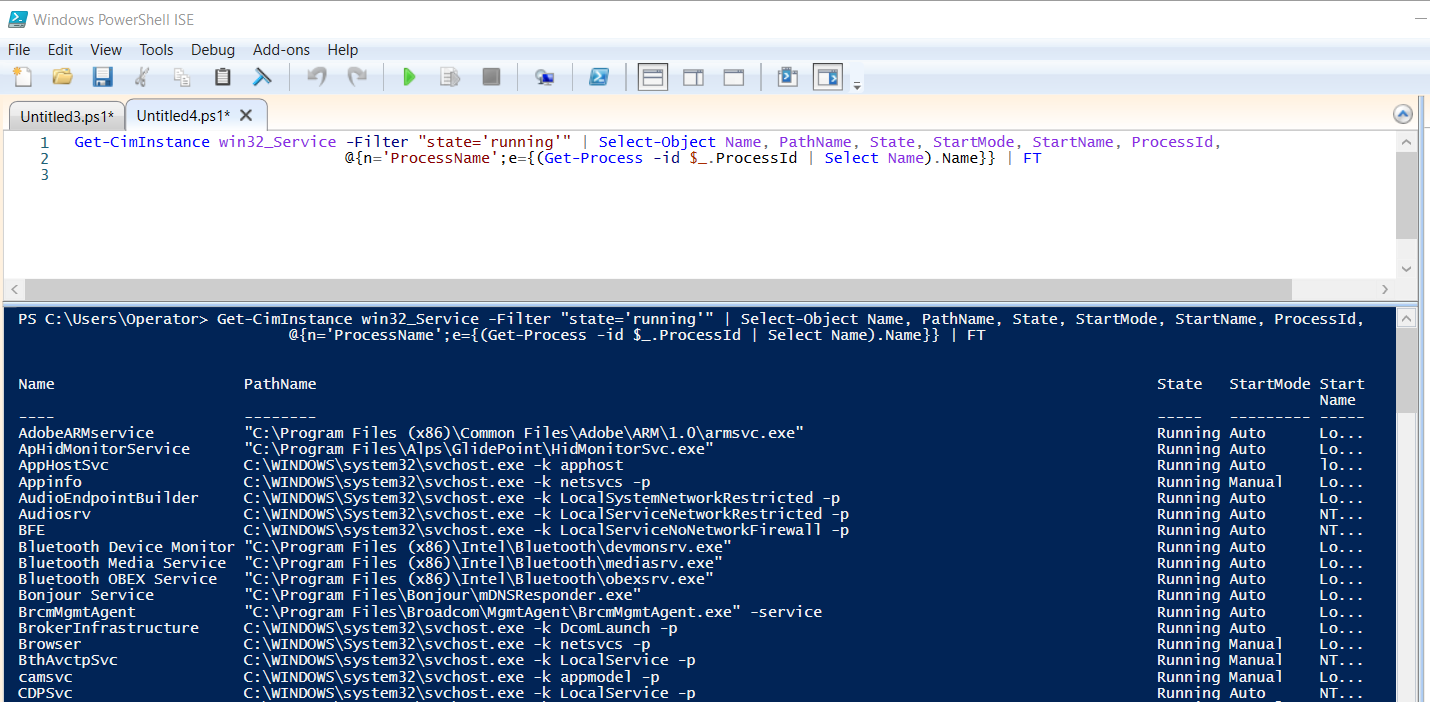 Windows PowerShell ISE
File Edit View Tools Debug Add-ons Help
Untitled3.ps1* Untitled4.ps1*
1 Get-CimInstance win32_Service -Filter "state='running'" | Select-Object Name, PathName, State, StartMode, StartName, ProcessId,
2 @{n='ProcessName';e={(Get-Process -id $_.ProcessId | Select Name).Name}} | FT
3
PS C:\Users\Operator> Get-CimInstance win32_Service -Filter "state='running'" | Select-Object Name, PathName, State, StartMode, StartName, ProcessId,
@{n='ProcessName';e={(Get-Process -id $_.ProcessId | Select Name).Name}} | FT
Name PathName State StartMode Start
Name
---- -------- ----- --------- -----
AdobeARMservice "C:\Program Files (x86)\Common Files\Adobe\ARM\1.0\armsvc.exe" Running Auto Lo...
ApHidMonitorService "C:\Program Files\Alps\GlidePoint\HidMonitorSvc.exe" Running Auto Lo...
AppHostSvc C:\WINDOWS\system32\svchost.exe -k apphost Running Auto lo...
Appinfo C:\WINDOWS\system32\svchost.exe -k netsvcs -p Running Manual Lo...
AudioEndpointBuilder C:\WINDOWS\System32\svchost.exe -k LocalSystemNetworkRestricted -p Running Auto Lo...
Audiosrv C:\WINDOWS\System32\svchost.exe -k LocalServiceNetworkRestricted -p Running Auto NT...
BFE C:\WINDOWS\system32\svchost.exe -k LocalServiceNoNetworkFirewall -p Running Auto NT...
Bluetooth Device Monitor "C:\Program Files (x86)\Intel\Bluetooth\devmonsrv.exe" Running Auto Lo...
Bluetooth Media Service "C:\Program Files (x86)\Intel\Bluetooth\mediasrv.exe" Running Auto Lo...
Bluetooth OBEX Service "C:\Program Files (x86)\Intel\Bluetooth\obexsrv.exe" Running Auto Lo...
Bonjour Service "C:\Program Files\Bonjour\mDNSResponder.exe" Running Auto Lo...
BrcmMgmtAgent "C:\Program Files\Broadcom\MgmtAgent\BrcmMgmtAgent.exe" -service Running Auto Lo...
BrokerInfrastructure C:\WINDOWS\system32\svchost.exe -k DcomLaunch -p Running Auto Lo...
Browser C:\WINDOWS\system32\svchost.exe -k netsvcs -p Running Manual Lo...
BthAvctpSvc C:\WINDOWS\system32\svchost.exe -k LocalService -p Running Manual NT...
camsvc C:\WINDOWS\system32\svchost.exe -k appmodel -p Running Manual Lo...
CDPSvc C:\WINDOWS\system32\svchost.exe -k LocalService -p Running Auto NT...